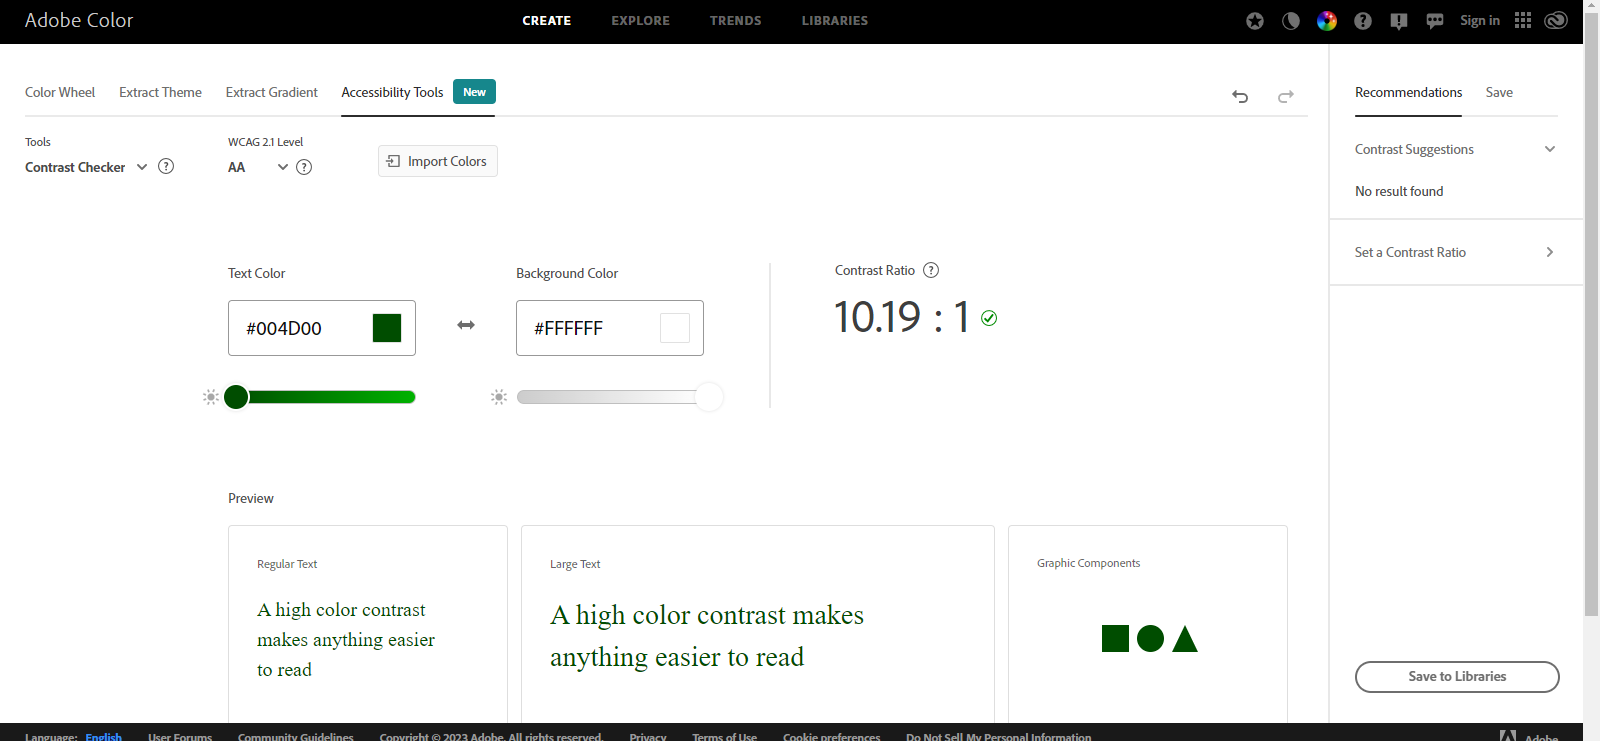 Adobe Color
CREATE EXPLORE TRENDS LIBRARIES
Sign in
Color Wheel Extract Theme Extract Gradient Accessibility Tools New
Recommendations Save
Tools
WCAG 2.1 Level
Contrast Checker ?
AA ?
Import Colors
Contrast Suggestions
No result found
Set a Contrast Ratio
Text Color
Background Color
Contrast Ratio ?
#004D00
#FFFFFF
10.19 : 1
Preview
Regular Text
A high color contrast
makes anything easier
to read
Large Text
A high color contrast makes
anything easier to read
Graphic Components
Save to Libraries
Language: English User Forums Community Guidelines Copyright © 2023 Adobe. All rights reserved. Privacy Terms of Use Cookie preferences Do Not Sell My Personal Information Adobe